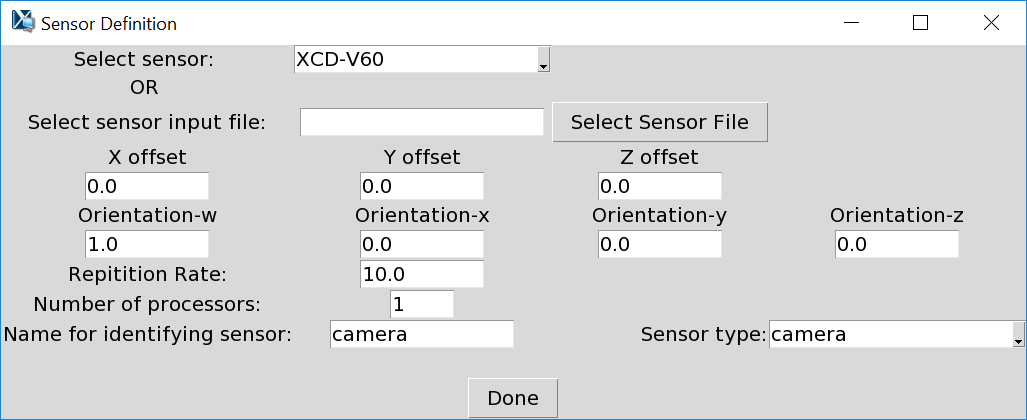 Sensor Definition
Select sensor: XCD-V60
OR
Select sensor input file: Select Sensor File
X offset Y offset Z offset
0.0 0.0 0.0
Orientation-w Orientation-x Orientation-y Orientation-z
1.0 0.0 0.0 0.0
Repitition Rate: 10.0
Number of processors: 1
Name for identifying sensor: camera Sensor type: camera
Done